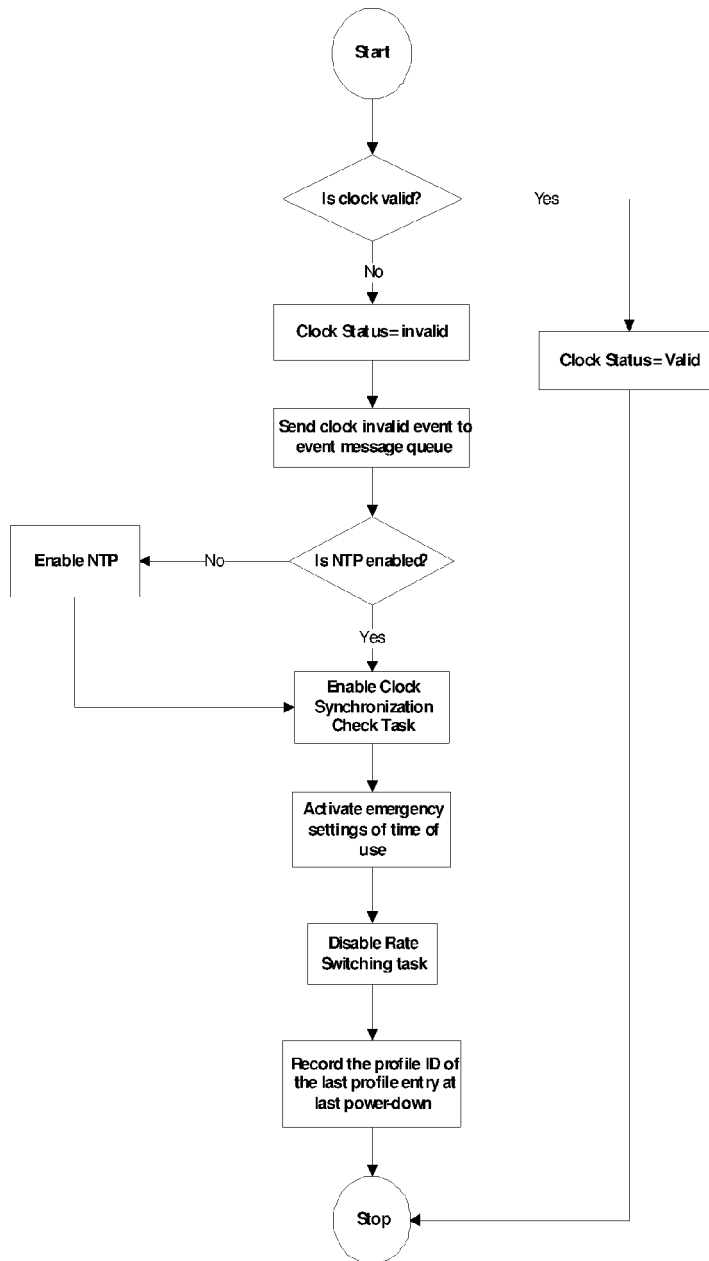 Start
Is clock valid?
Yes
No
Clock Status= invalid
Clock Status= Valid
Send clock invalid event to
event message queue
Enable NTP
No
Is NTP enabled?
Yes
Enable Clock
Synchronization
Check Task
Activate emergency
settings of time of
use
Disable Rate
Switching task
Record the profile ID of
the last profile entry at
last power-down
Stop